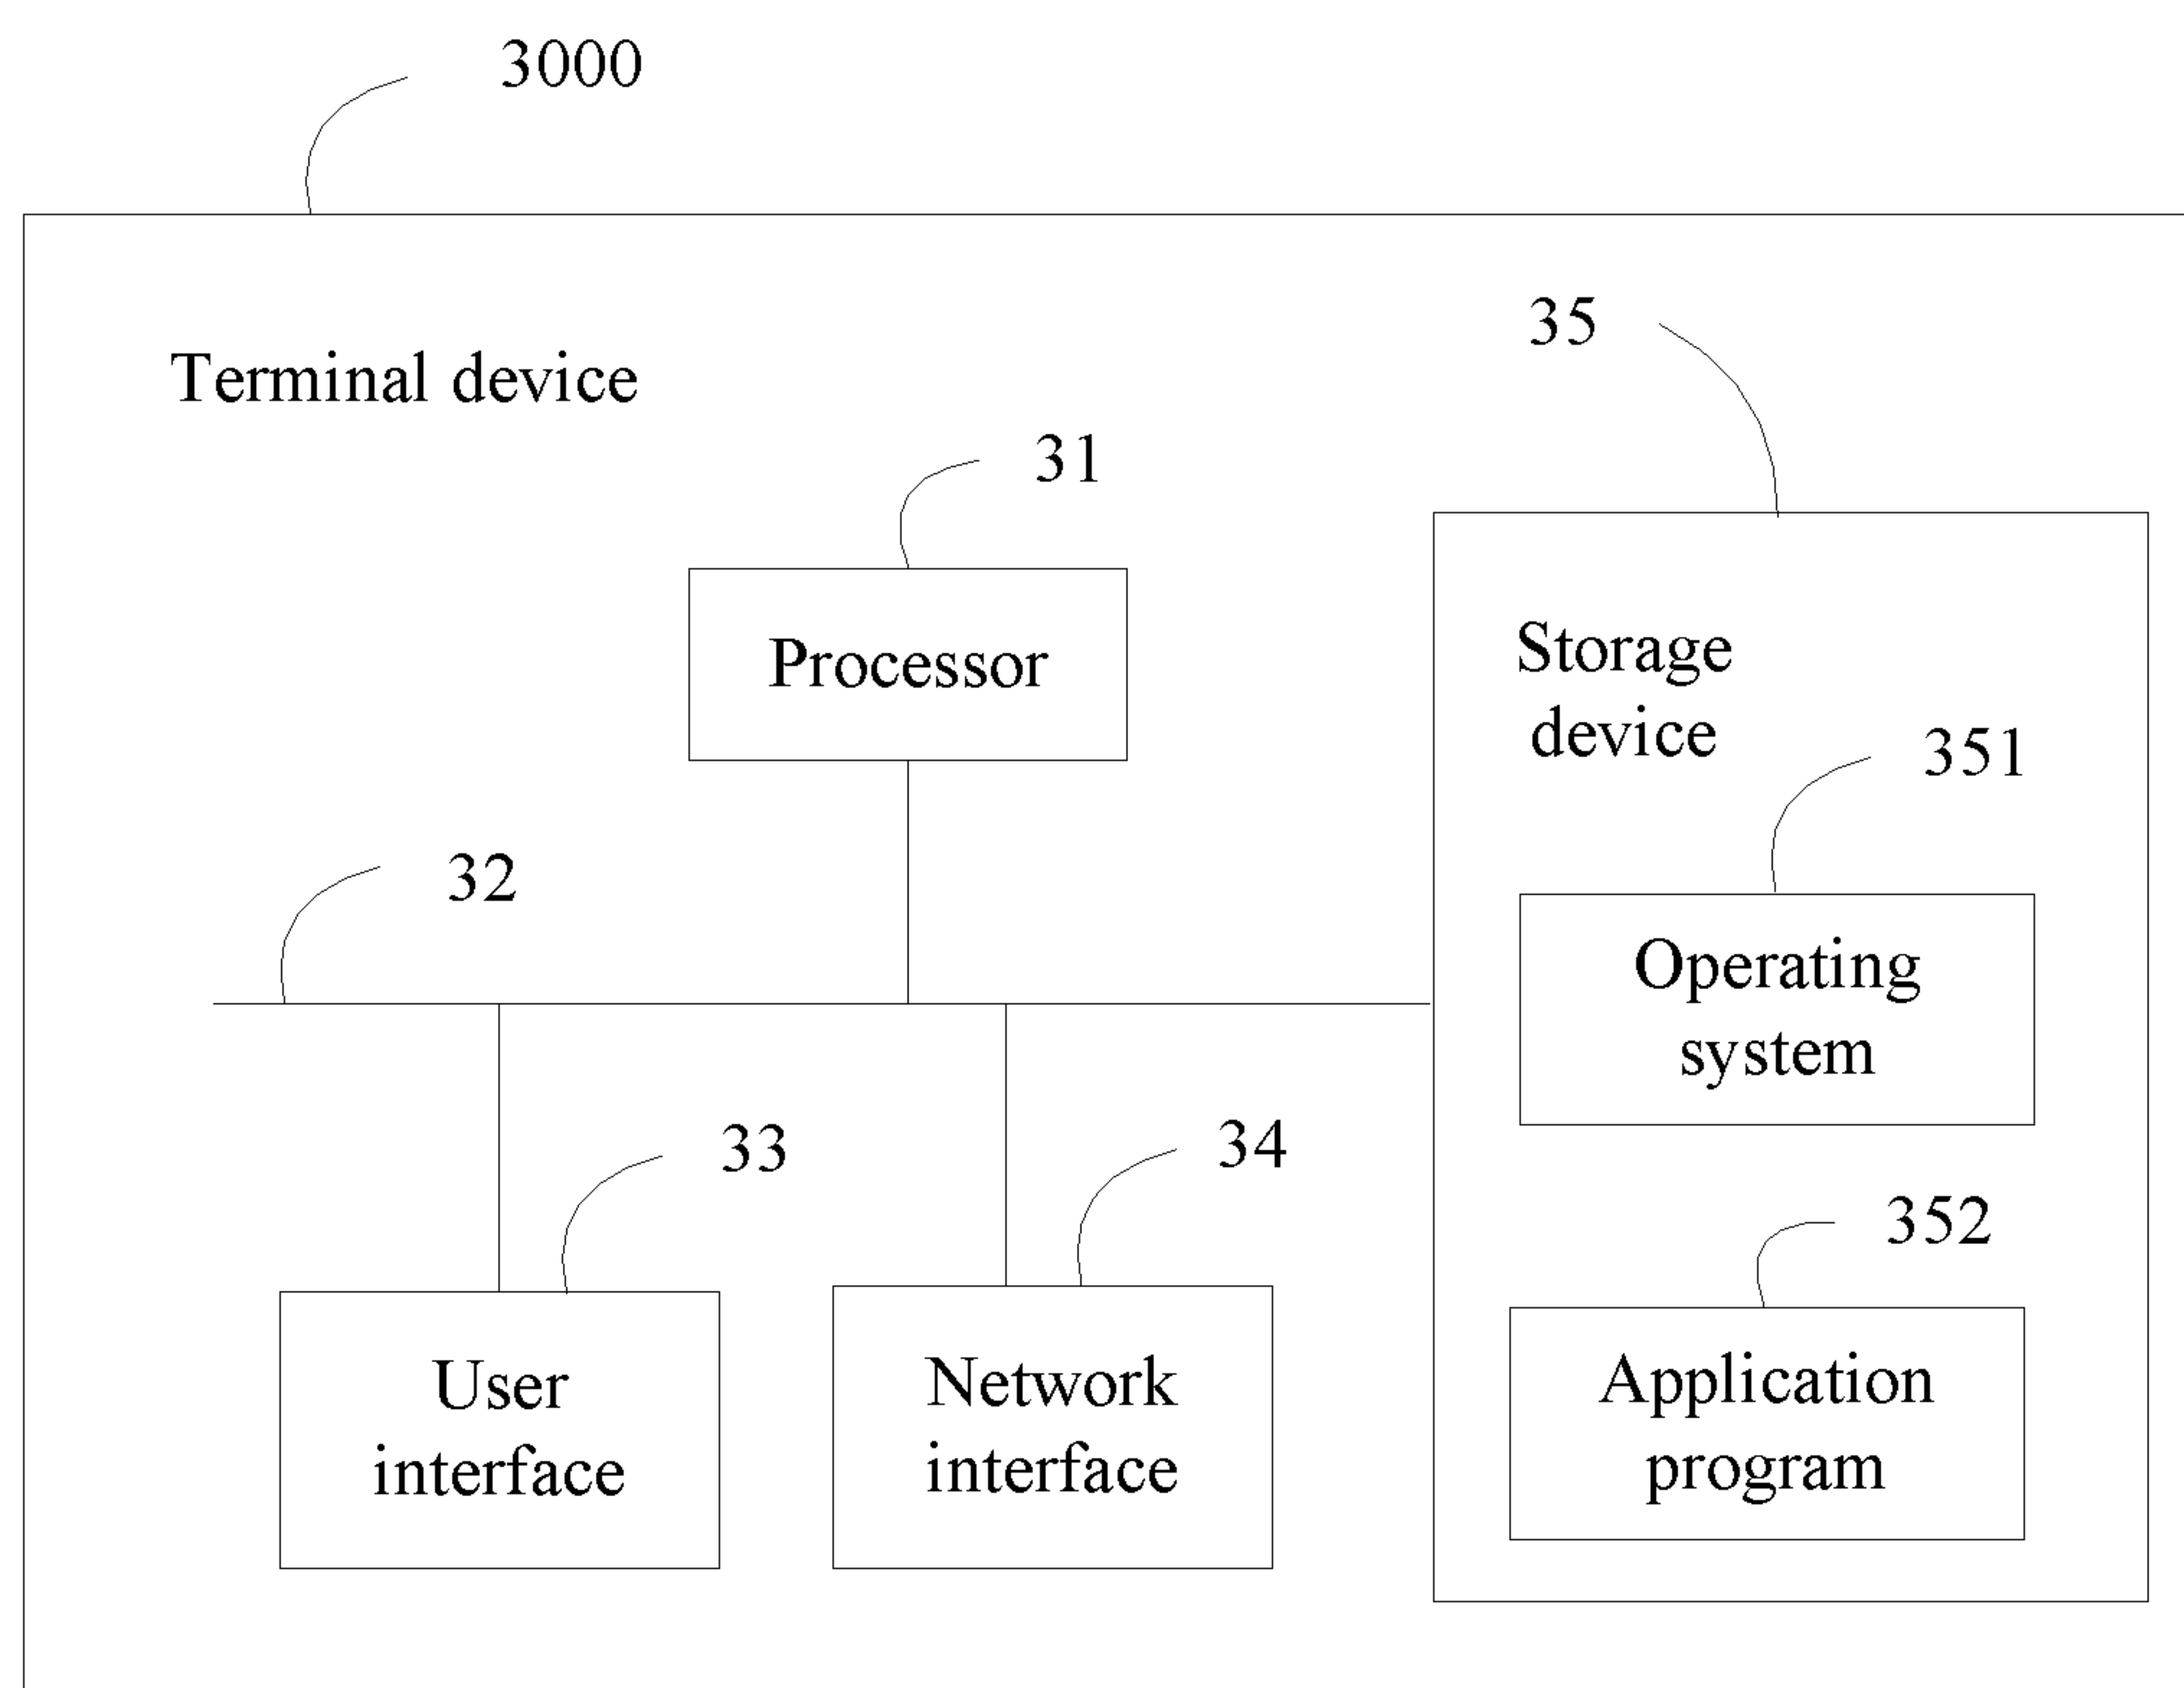 3000
Terminal device
35
31
Processor
Storage
device
351
32
Operating
system
33
34
352
User
interface
Network
interface
Application
program